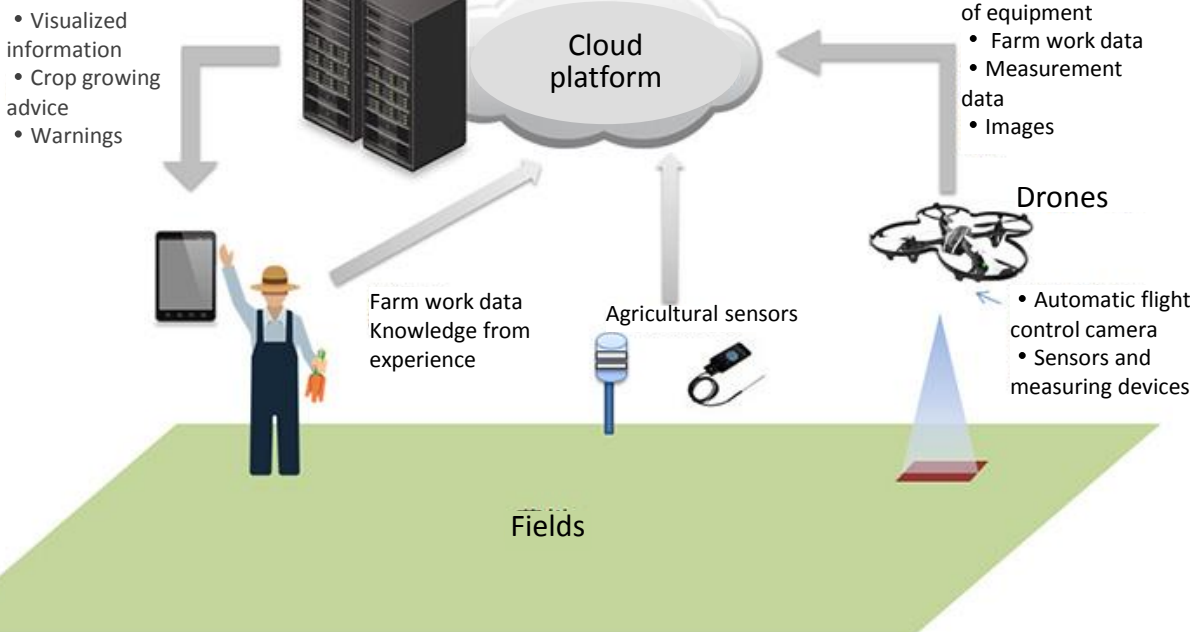 • Visualized
information
• Crop growing
advice
• Warnings
Cloud
platform
of equipment
• Farm work data
• Measurement
data
• Images
Drones
• Automatic flight
control camera
• Sensors and
measuring devices
Farm work data
Knowledge from
experience
Agricultural sensors
Fields